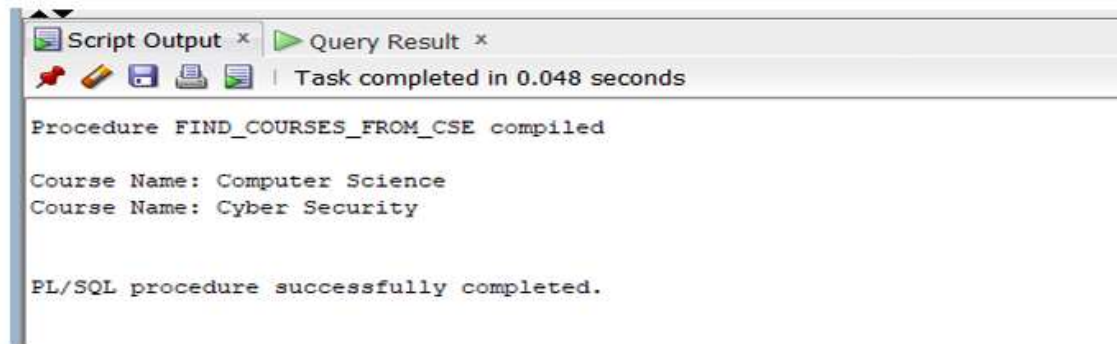 Script Output × Query Result ×
Task completed in 0.048 seconds
Procedure FIND_COURSES_FROM_CSE compiled
Course Name: Computer Science
Course Name: Cyber Security
PL/SQL procedure successfully completed.